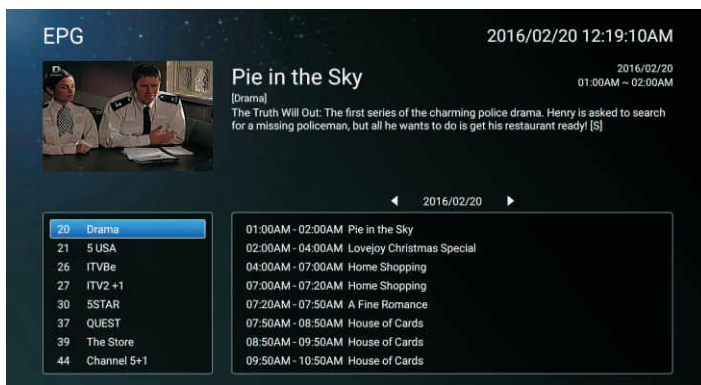 EPG
2016/02/20 12:19:10AM
Pie in the Sky
2016/02/20
01:00AM ~ 02:00AM
[Drama]
The Truth Will Out: The first series of the charming police drama. Henry is asked to search
for a missing policeman, but all he wants to do is get his restaurant ready! [S]
2016/02/20
20 Drama
21 5 USA
26 ITVBe
27 ITV2 +1
30 5STAR
37 QUEST
39 The Store
44 Channel 5+1
01:00AM - 02:00AM Pie in the Sky
02:00AM - 04:00AM Lovejoy Christmas Special
04:00AM - 07:00AM Home Shopping
07:00AM - 07:20AM Home Shopping
07:20AM - 07:50AM A Fine Romance
07:50AM - 08:50AM House of Cards
08:50AM - 09:50AM House of Cards
09:50AM - 10:50AM House of Cards